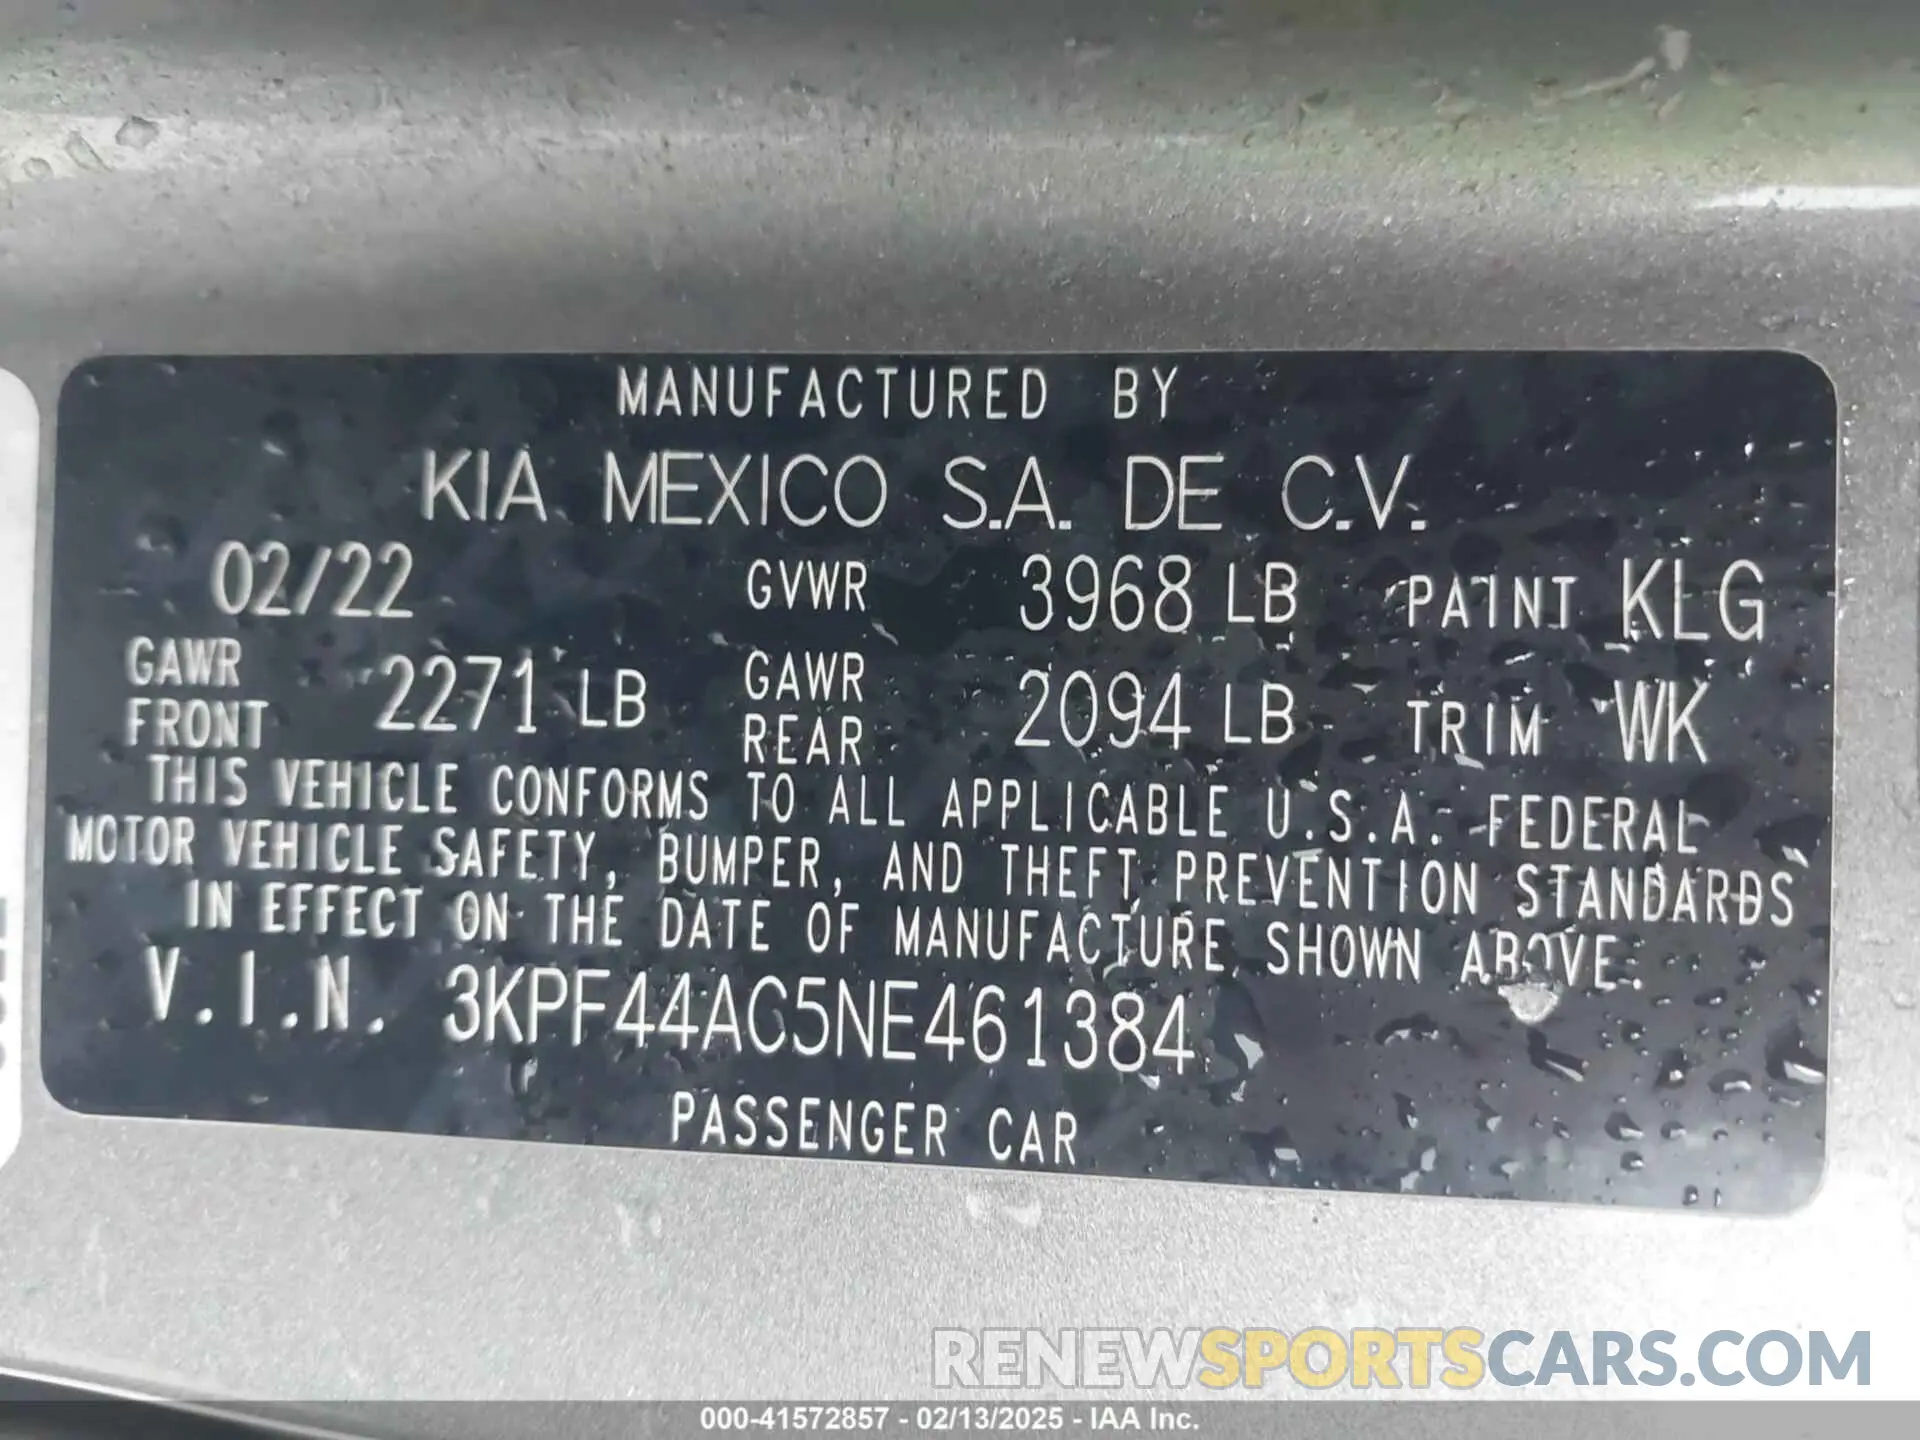 MANUFACTURED BY
KIA MEXICO S.A. DE C.V.
02/22 GVWR 3968 LB PAINT KLG
GAWR FRONT 2271 LB GAWR REAR 2094 LB TRIM WK
THIS VEHICLE CONFORMS TO ALL APPLICABLE U.S.A. FEDERAL
MOTOR VEHICLE SAFETY, BUMPER, AND THEFT PREVENTION STANDARDS
IN EFFECT ON THE DATE OF MANUFACTURE SHOWN ABOVE.
V.I.N. 3KPF44AC5NE461384
PASSENGER CAR
RENEWSPORTSCARS.COM
000-41572857 - 02/13/2025 - IAA Inc.